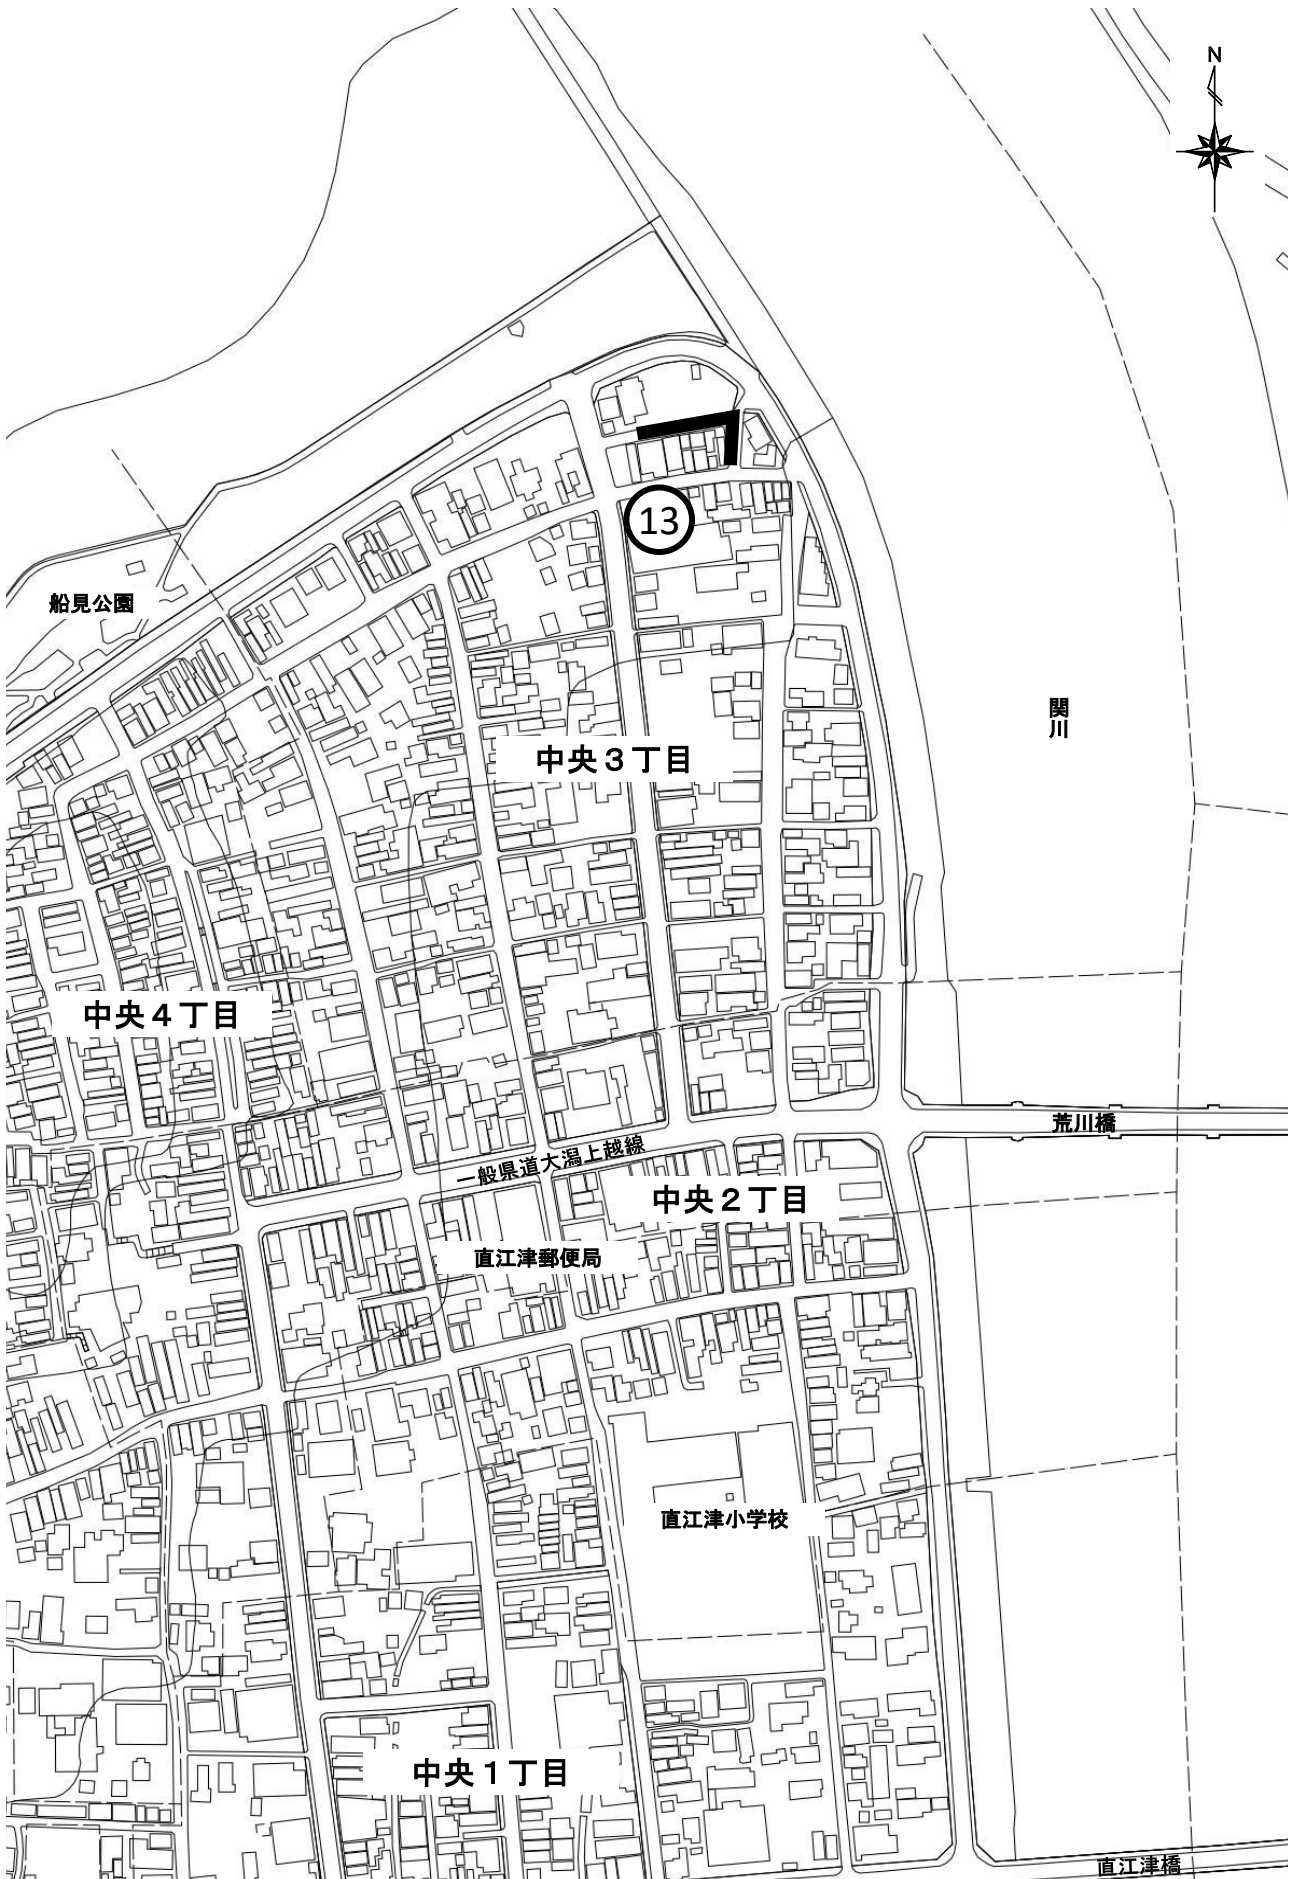 N
13
船見公園
関川
中央３丁目
中央４丁目
荒川橋
一般県道大潟上越線
中央２丁目
直江津郵便局
直江津小学校
中央１丁目
直江津橋